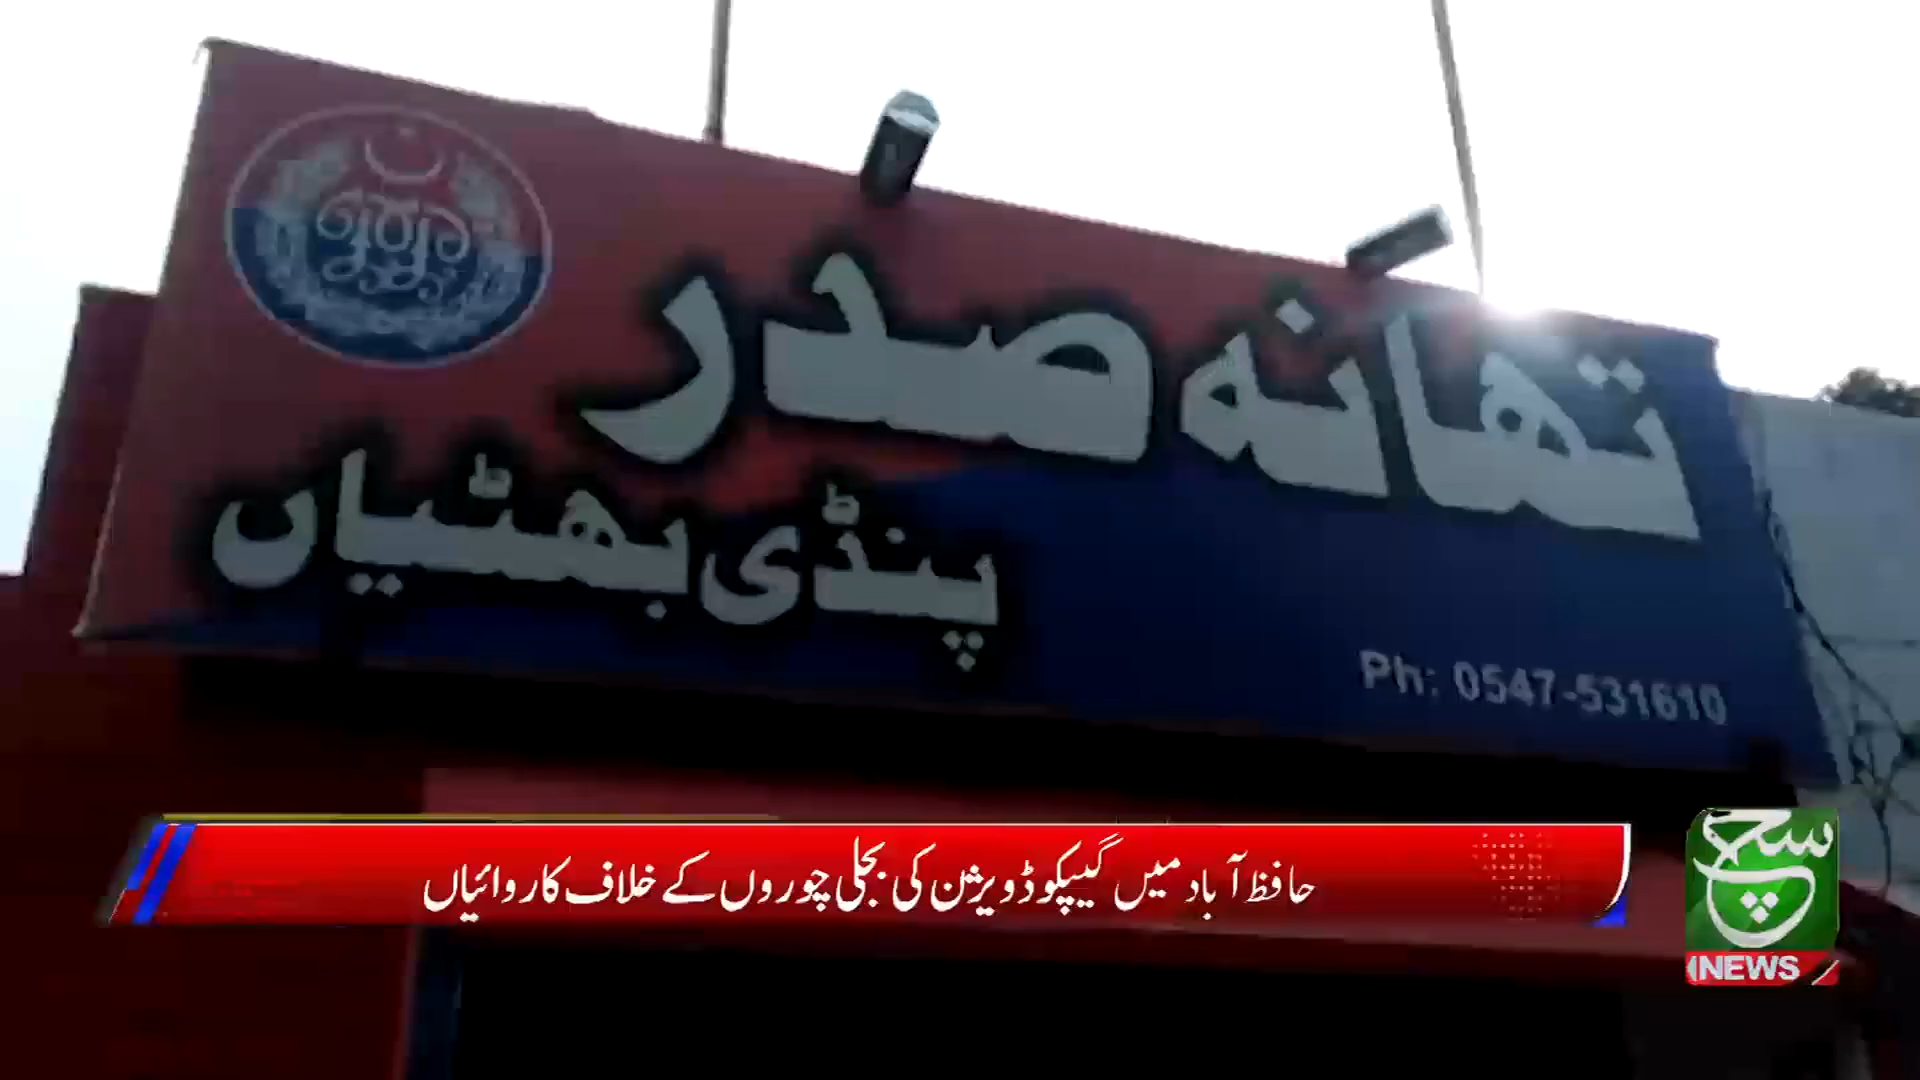 تھانہ صدر
پنڈی بھٹیاں
Ph: 0547-531610
حافظ آباد میں گیپکو ڈویژن کی بجلی چوروں کے خلاف کارروائیاں
سچ
NEWS